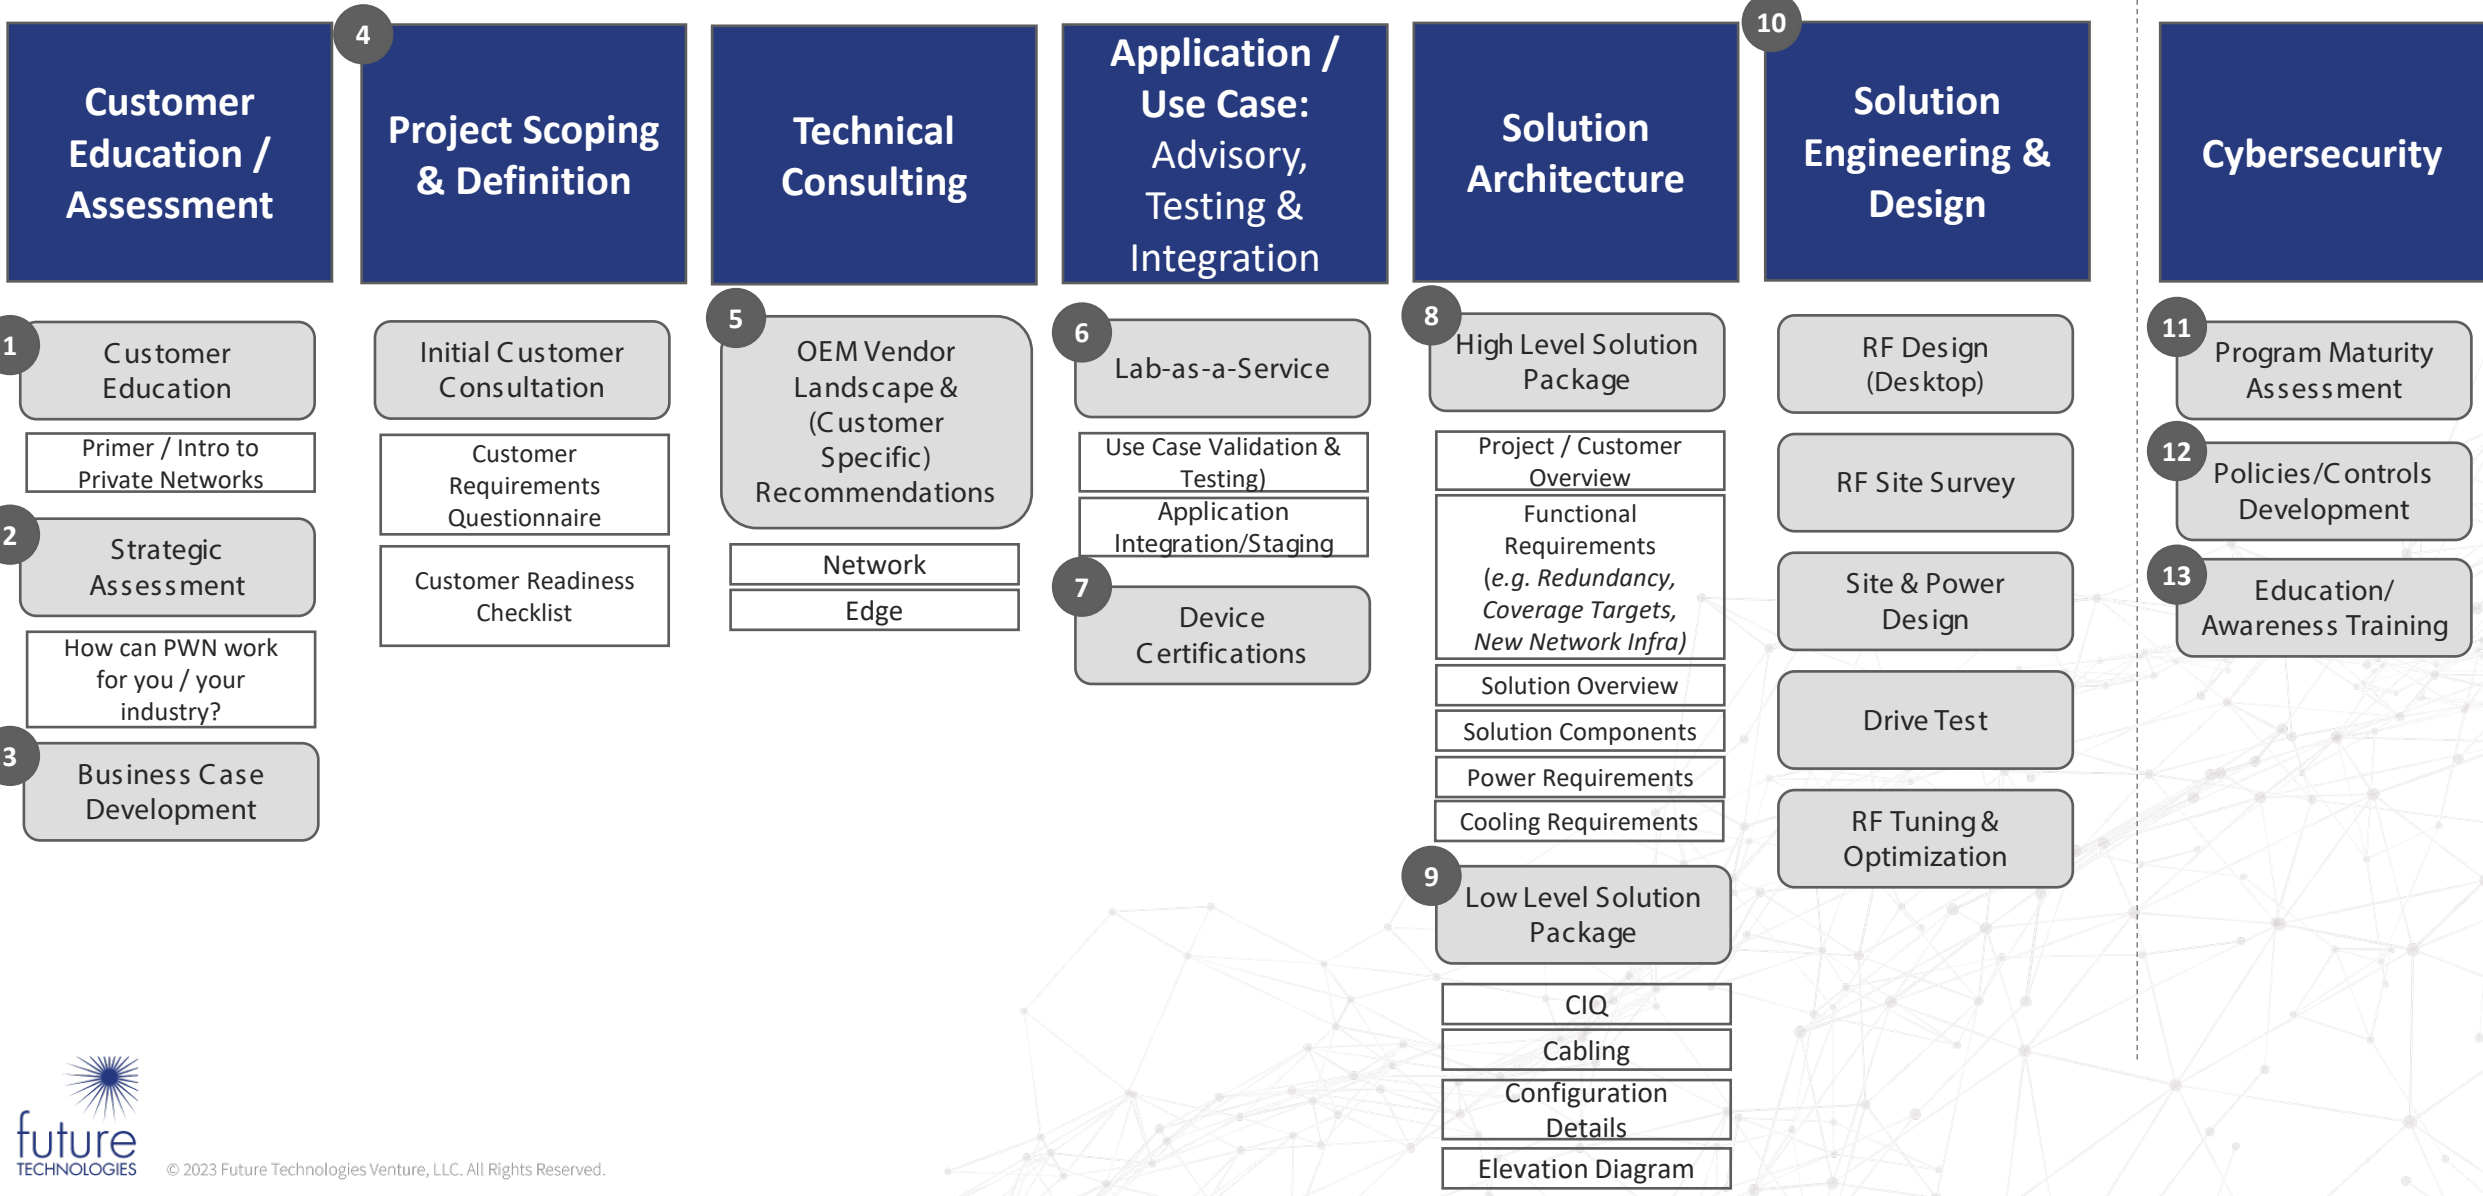 4
10
Customer
Education /
Assessment
Project Scoping
& Definition
Technical
Consulting
Application /
Use Case:
Advisory,
Testing &
Integration
Solution
Architecture
Solution
Engineering &
Design
Cybersecurity
1
Customer
Education
Primer / Intro to
Private Networks
2
Strategic
Assessment
How can PWN work
for you / your
industry?
3
Business Case
Development
Initial Customer
Consultation
Customer
Requirements
Questionnaire
Customer Readiness
Checklist
5
OEM Vendor
Landscape &
(Customer
Specific)
Recommendations
Network
Edge
6
Lab-as-a-Service
Use Case Validation &
Testing)
Application
Integration/Staging
7
Device
Certifications
8
High Level Solution
Package
Project / Customer
Overview
Functional
Requirements
(e.g. Redundancy,
Coverage Targets,
New Network Infra)
Solution Overview
Solution Components
Power Requirements
Cooling Requirements
9
Low Level Solution
Package
CIQ
Cabling
Configuration
Details
Elevation Diagram
RF Design
(Desktop)
RF Site Survey
Site & Power
Design
Drive Test
RF Tuning &
Optimization
11
Program Maturity
Assessment
12
Policies/Controls
Development
13
Education/
Awareness Training
future
TECHNOLOGIES
© 2023 Future Technologies Venture, LLC. All Rights Reserved.